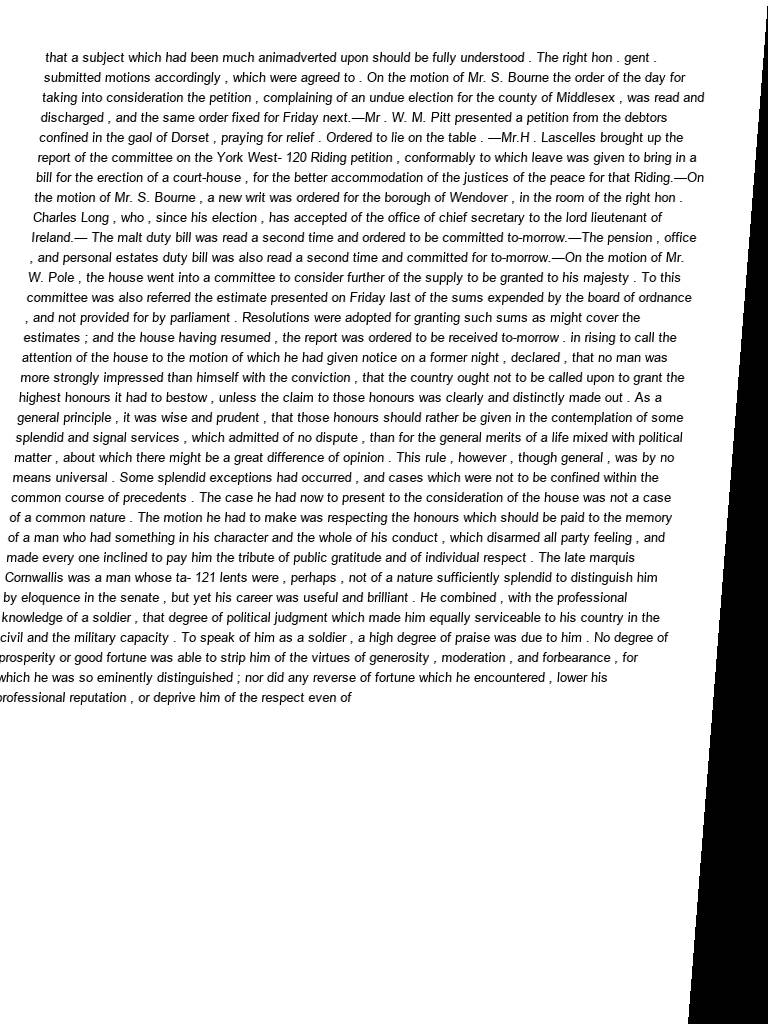 that a subject which had been much animadverted upon should be fully understood . The right hon . gent .
submitted motions accordingly , which were agreed to . On the motion of Mr. S. Bourne the order of the day for
taking into consideration the petition , complaining of an undue election for the county of Middlesex , was read and
discharged , and the same order fixed for Friday next.—Mr . W. M. Pitt presented a petition from the debtors
confined in the gaol of Dorset , praying for relief . Ordered to lie on the table . —Mr.H . Lascelles brought up the
report of the committee on the York West- 120 Riding petition , conformably to which leave was given to bring in a
bill for the erection of a court-house , for the better accommodation of the justices of the peace for that Riding.—On
the motion of Mr. S. Bourne , a new writ was ordered for the borough of Wendover , in the room of the right hon .
Charles Long , who , since his election , has accepted of the office of chief secretary to the lord lieutenant of
Ireland.— The malt duty bill was read a second time and ordered to be committed to-morrow.—The pension , office
, and personal estates duty bill was also read a second time and committed for to-morrow.—On the motion of Mr.
W. Pole , the house went into a committee to consider further of the supply to be granted to his majesty . To this
committee was also referred the estimate presented on Friday last of the sums expended by the board of ordnance
, and not provided for by parliament . Resolutions were adopted for granting such sums as might cover the
estimates ; and the house having resumed , the report was ordered to be received to-morrow . in rising to call the
attention of the house to the motion of which he had given notice on a former night , declared , that no man was
more strongly impressed than himself with the conviction , that the country ought not to be called upon to grant the
highest honours it had to bestow , unless the claim to those honours was clearly and distinctly made out . As a
general principle , it was wise and prudent , that those honours should rather be given in the contemplation of some
splendid and signal services , which admitted of no dispute , than for the general merits of a life mixed with political
matter , about which there might be a great difference of opinion . This rule , however , though general , was by no
means universal . Some splendid exceptions had occurred , and cases which were not to be confined within the
common course of precedents . The case he had now to present to the consideration of the house was not a case
of a common nature . The motion he had to make was respecting the honours which should be paid to the memory
of a man who had something in his character and the whole of his conduct , which disarmed all party feeling , and
made every one inclined to pay him the tribute of public gratitude and of individual respect . The late marquis
Cornwallis was a man whose ta- 121 lents were , perhaps , not of a nature sufficiently splendid to distinguish him
by eloquence in the senate , but yet his career was useful and brilliant . He combined , with the professional
knowledge of a soldier , that degree of political judgment which made him equally serviceable to his country in the
civil and the military capacity . To speak of him as a soldier , a high degree of praise was due to him . No degree of
prosperity or good fortune was able to strip him of the virtues of generosity , moderation , and forbearance , for
which he was so eminently distinguished ; nor did any reverse of fortune which he encountered , lower his
professional reputation , or deprive him of the respect even of